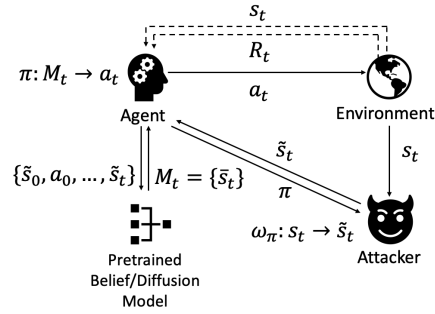 s_t
R_t
π: M_t → a_t
a_t
Agent
Environment
s̃_t
s_t
{s̃_0, a_0, …, s̃_t}
M_t = {s̄_t}
π
ω_π: s_t → s̃_t
Attacker
Pretrained
Belief/Diffusion
Model